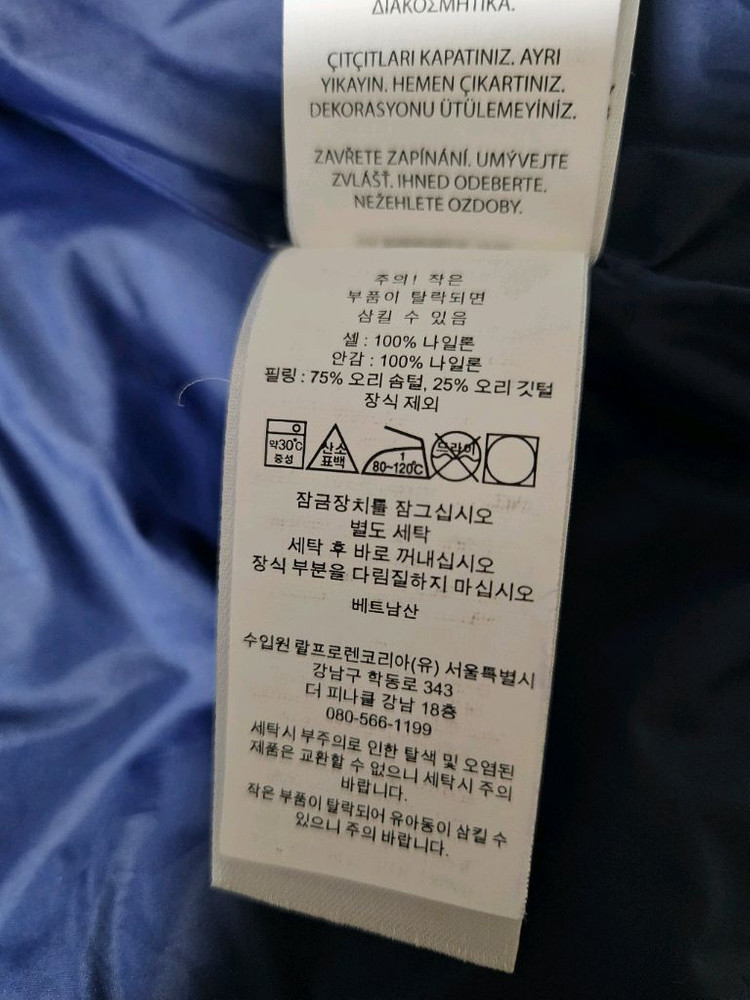 ΔΙΑΚΟΣΜΗΤΙΚΑ.
ÇITÇITLARI KAPATINIZ. AYRI
YIKAYIN. HEMEN ÇIKARTINIZ.
DEKORASYONU ÜTÜLEMEYİNİZ.
ZAVŘETE ZAPÍNÁNÍ. UMÝVEJTE
ZVLÁŠŤ. IHNED ODEBERTE.
NEŽEHLETE OZDOBY.
주의! 작은
부품이 탈락되면
삼킬 수 있음
셀 : 100% 나일론
안감 : 100% 나일론
필링 : 75% 오리 솜털, 25% 오리 깃털
장식 제외
약30℃
중성
산소
표백
1
80~120℃
드라이
잠금장치를 잠그십시오
별도 세탁
세탁 후 바로 꺼내십시오
장식 부분을 다림질하지 마십시오
베트남산
수입원 랄프로렌코리아(유) 서울특별시
강남구 학동로 343
더 피나클 강남 18층
080-566-1199
세탁시 부주의로 인한 탈색 및 오염된
제품은 교환할 수 없으니 세탁시 주의
바랍니다.
작은 부품이 탈락되어 유아동이 삼킬 수
있으니 주의 바랍니다.